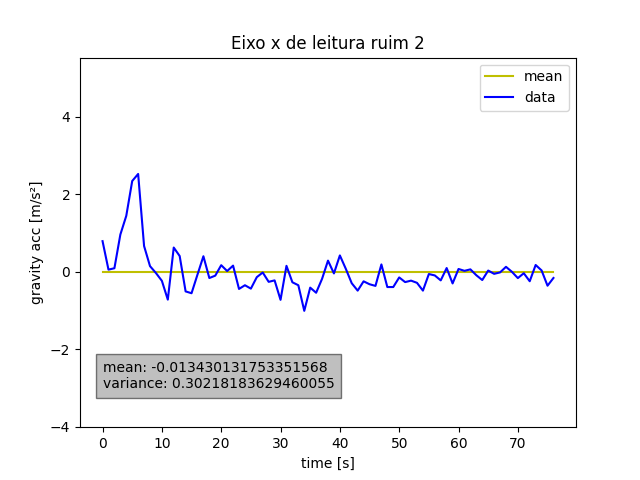 Eixo x de leitura ruim 2
mean
data
gravity acc [m/s²]
4
2
0
−2
−4
mean: -0.013430131753351568
variance: 0.30218183629460055
0 10 20 30 40 50 60 70
time [s]